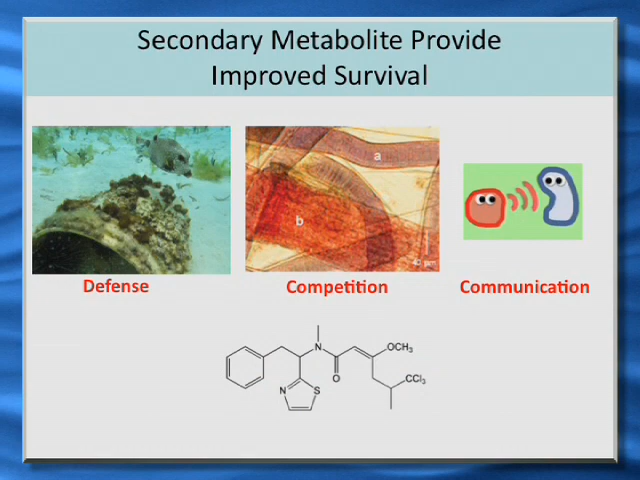 Secondary Metabolite Provide
Improved Survival
a
b
Defense
Competition
Communication
N
OCH₃
O
CCl₃
N
S